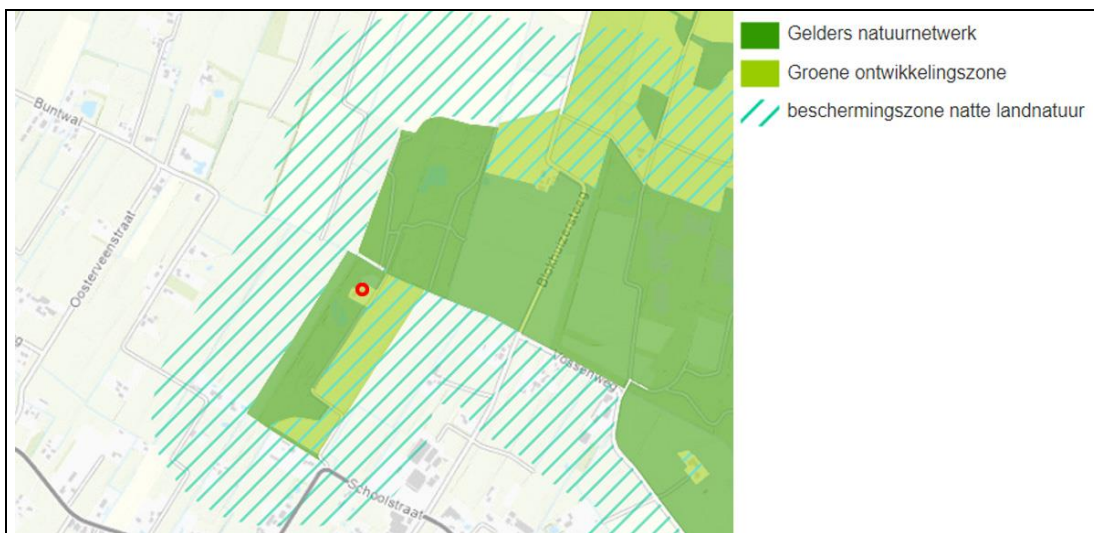 Gelders natuurnetwerk
Groene ontwikkelingszone
beschermingszone natte landnatuur
Buntwal
Oosterveenstraat
Vossenweg
Schoolstraat